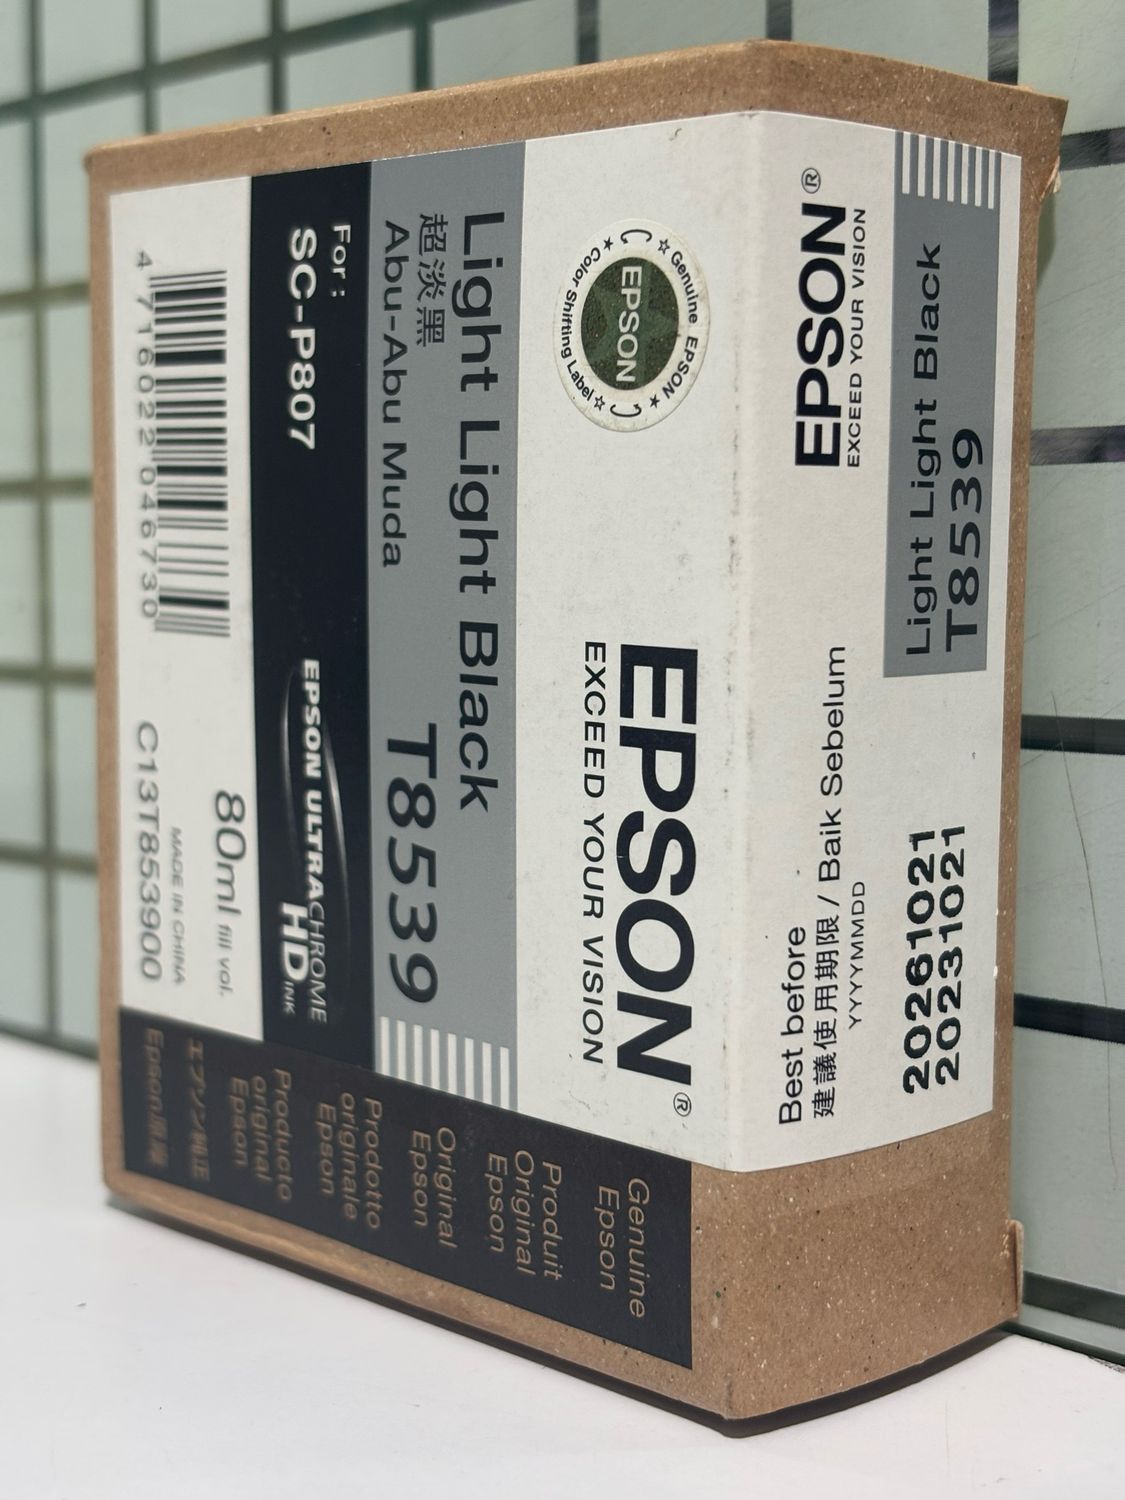 EPSON®
EXCEED YOUR VISION
★ Genuine EPSON ★
EPSON
☆ Color Shifting Label ☆
Light Light Black
超淡黑
Abu-Abu Muda
T8539
For :
SC-P807
EPSON ULTRACHROME
HD INK
80ml fill vol.
MADE IN CHINA
4 716022 046730
C13T853900
Genuine
Epson
Produit
Original
Epson
Original
Epson
Prodotto
originale
Epson
Producto
original
Epson
エプソン純正
Epson原廠
EPSON®
EXCEED YOUR VISION
Light Light Black
T8539
Best before
建議使用期限 / Baik Sebelum
YYYYMMDD
20261021
20231021